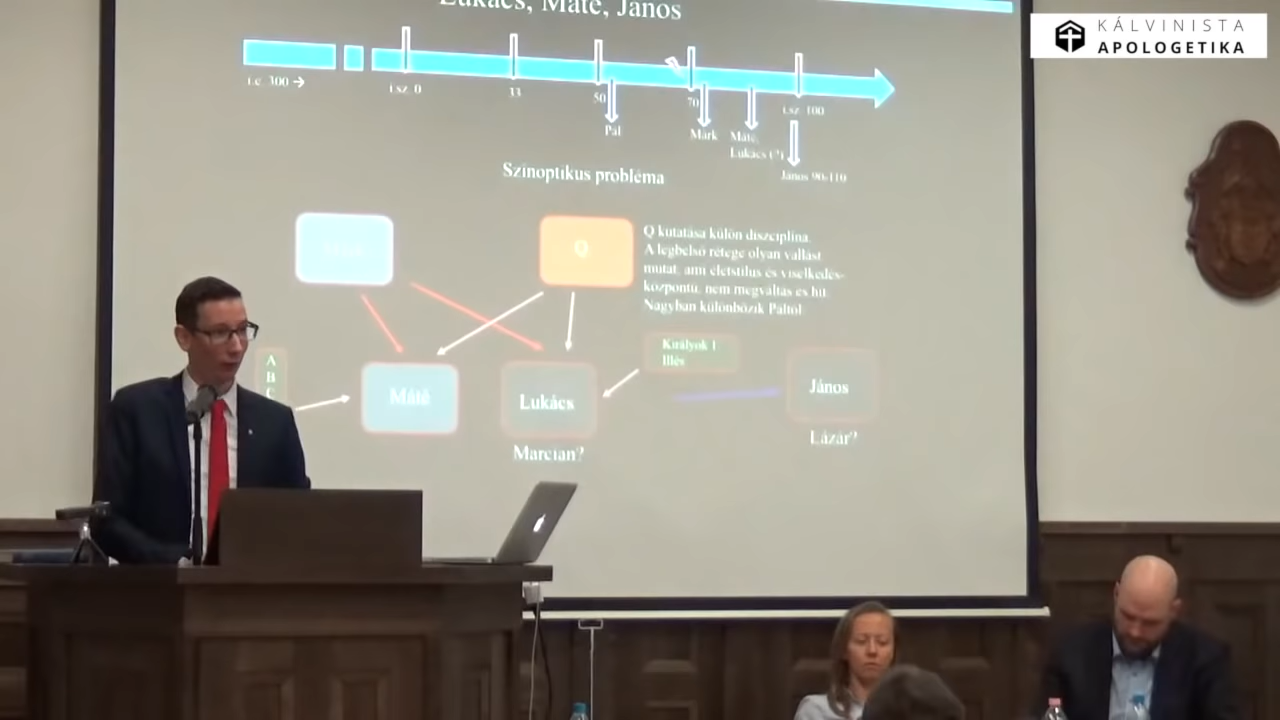 Lukács, Máté, János
KÁLVINISTA
APOLOGETIKA
i.e. 300 →
i.sz. 0
33
50
70
i.sz. 100
Pál
Márk
Máté,
Lukács (?)
János 90-110
Szinoptikus probléma
Q
Q kutatása külön diszciplina.
A legbelső rétege olyan vallást
mutat, ami életstílus és viselkedés-
központú, nem megváltás és hit.
Nagyban különbözik Páltól
Királyok 1
Illés
A
B
C
Máté
Lukács
János
Marcian?
Lázár?